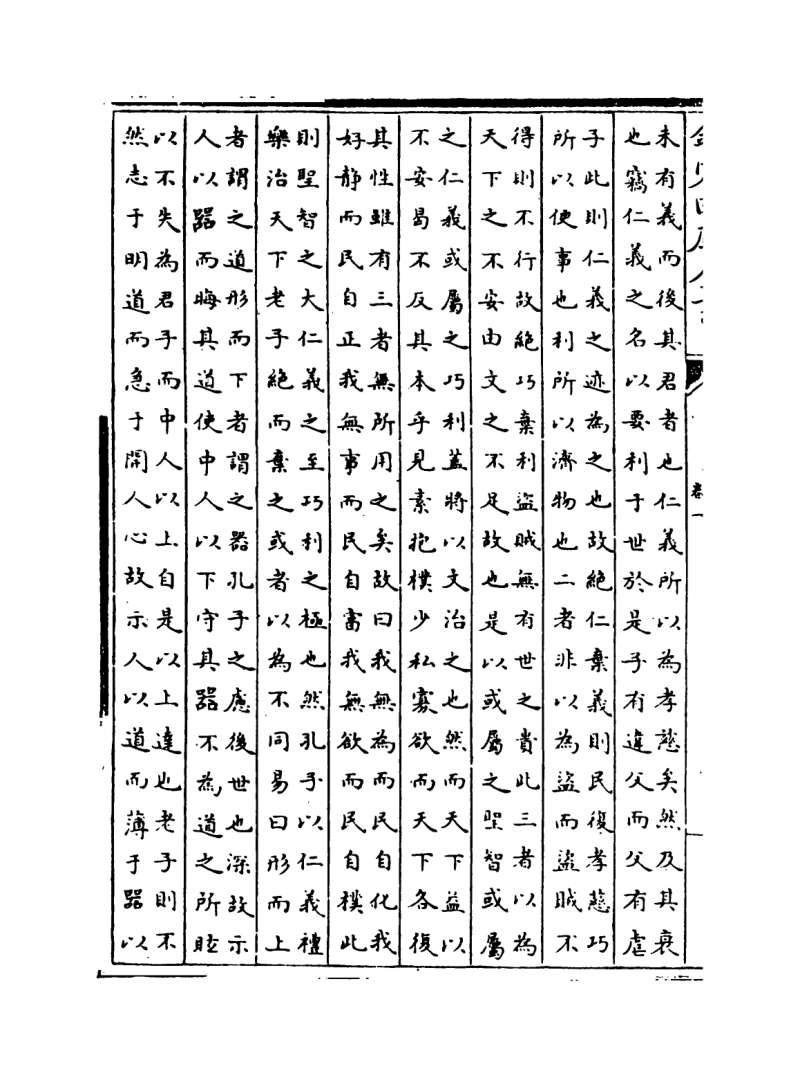 未有義而後其君者也仁義所以為孝慈矣然及其衰
也竊仁義之名以要利于世於是子有違父而父有虐
子此則仁義之迹為之也故絶仁棄義則民復孝慈巧
所以便事也利所以濟物也二者非以為盜而盜賊不
得則不行故絶巧棄利盜賊無有世之貴此三者以為
天下之不安由文之不足故也是以或屬之聖智或屬
之仁義或屬之巧利蓋將以文治之也然而天下益以
不安曷不反其本乎見素抱樸少私寡欲而天下各復
其性雖有三者無所用之矣故曰我無為而民自化我
好静而民自正我無事而民自富我無欲而民自樸此
則聖智之大仁義之至巧利之極也然孔子以仁義禮
樂治天下老子絶而棄之或者以為不同易曰形而上
者謂之道形而下者謂之器孔子之慮後世也深故示
人以器而晦其道使中人以下守其器不為道之所眩
以不失為君子而中人以上自是以上達也老子則不
然志于明道而急于開人心故示人以道而薄于器以
卷一